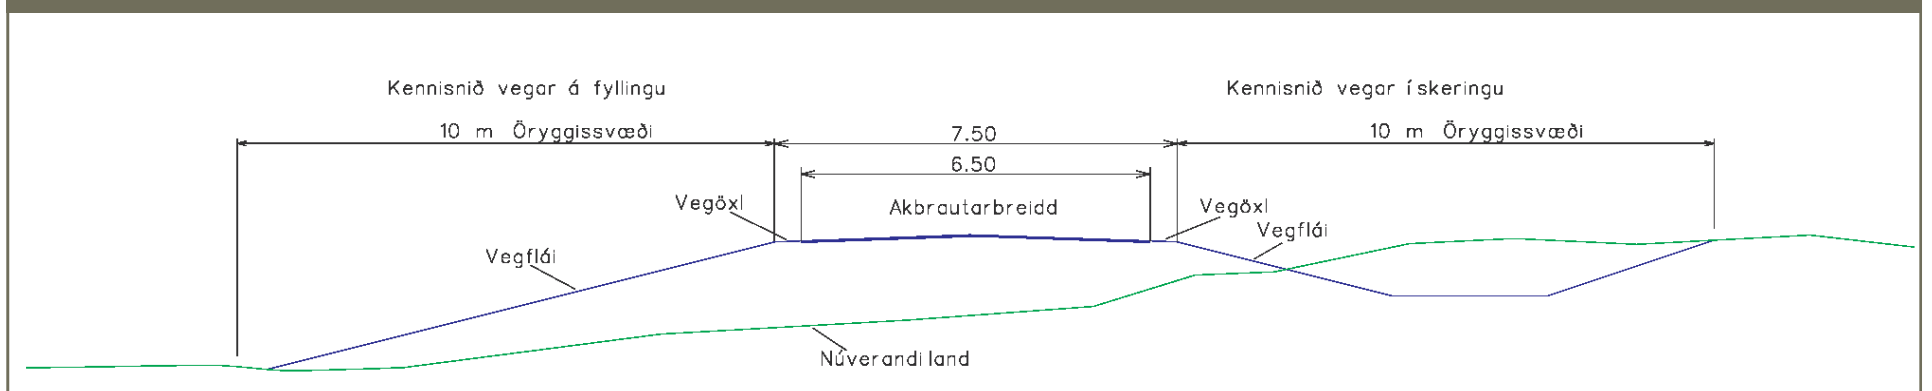 Kennisnið vegar á fyllingu
Kennisnið vegar í skeringu
10 m Öryggissvæði
7.50
10 m Öryggissvæði
6.50
Vegöxl
Akbrautarbreidd
Vegöxl
Vegflái
Vegflái
Núverandi land